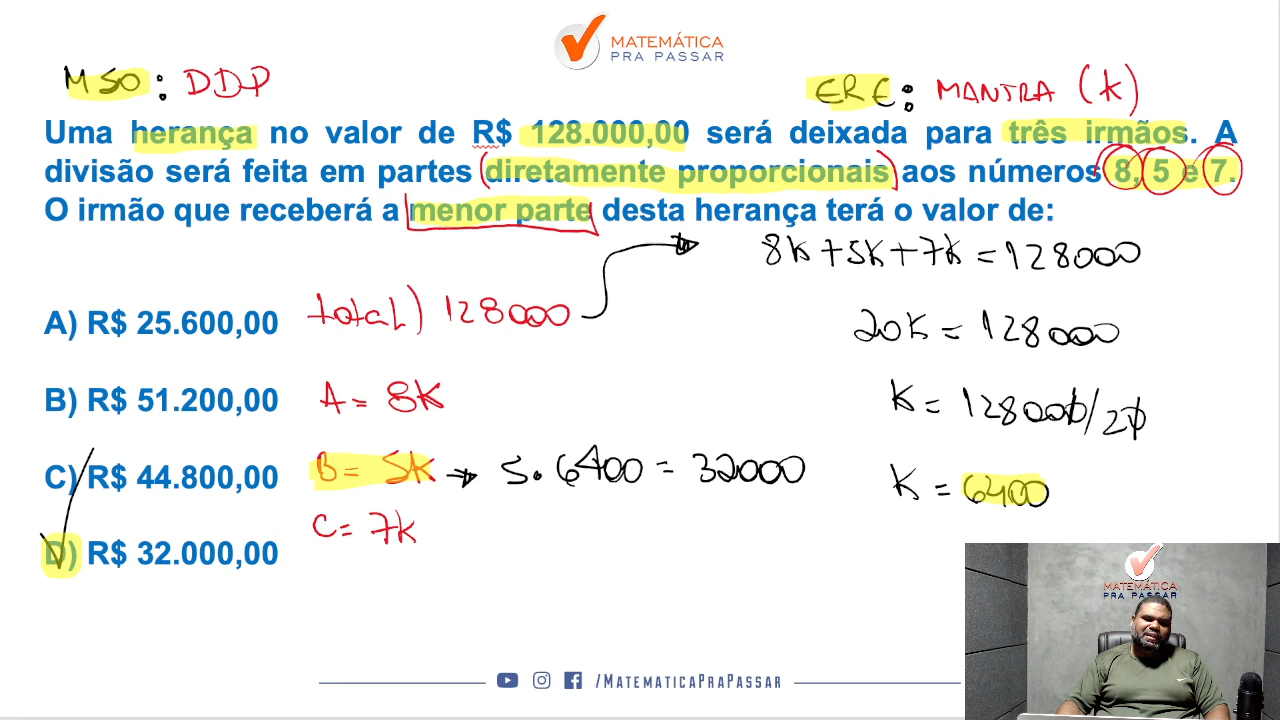 MATEMÁTICA
PRA PASSAR
MSO: DDP
ERE: MANTRA (K)
Uma herança no valor de R$ 128.000,00 será deixada para três irmãos. A
divisão será feita em partes (diretamente proporcionais) aos números 8, 5 e 7.
O irmão que receberá a menor parte desta herança terá o valor de:
8K+5K+7K=128000
A) R$ 25.600,00
total) 128000
20K=128000
B) R$ 51.200,00
A=8K
K=128000/20
C) R$ 44.800,00
B=5K → 5.6400=32000
K=6400
C=7K
D) R$ 32.000,00
MATEMÁTICA
PRA PASSAR
/MATEMATICAPRAPASSAR